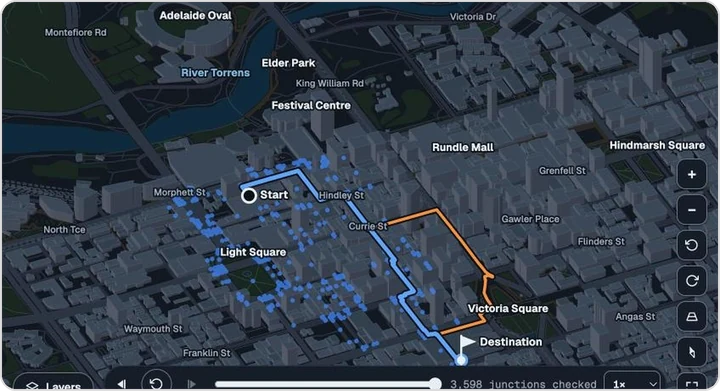 Adelaide Oval
Victoria Dr
Montefiore Rd
Elder Park
River Torrens
King William Rd
Festival Centre
Rundle Mall
Hindmarsh Square
Grenfell St
Morphett St
Start
Hindley St
Gawler Place
Currie St
North Tce
Flinders St
Light Square
Victoria Square
Angas St
Waymouth St
Destination
Franklin St
Layers
3,598 junctions checked
1×